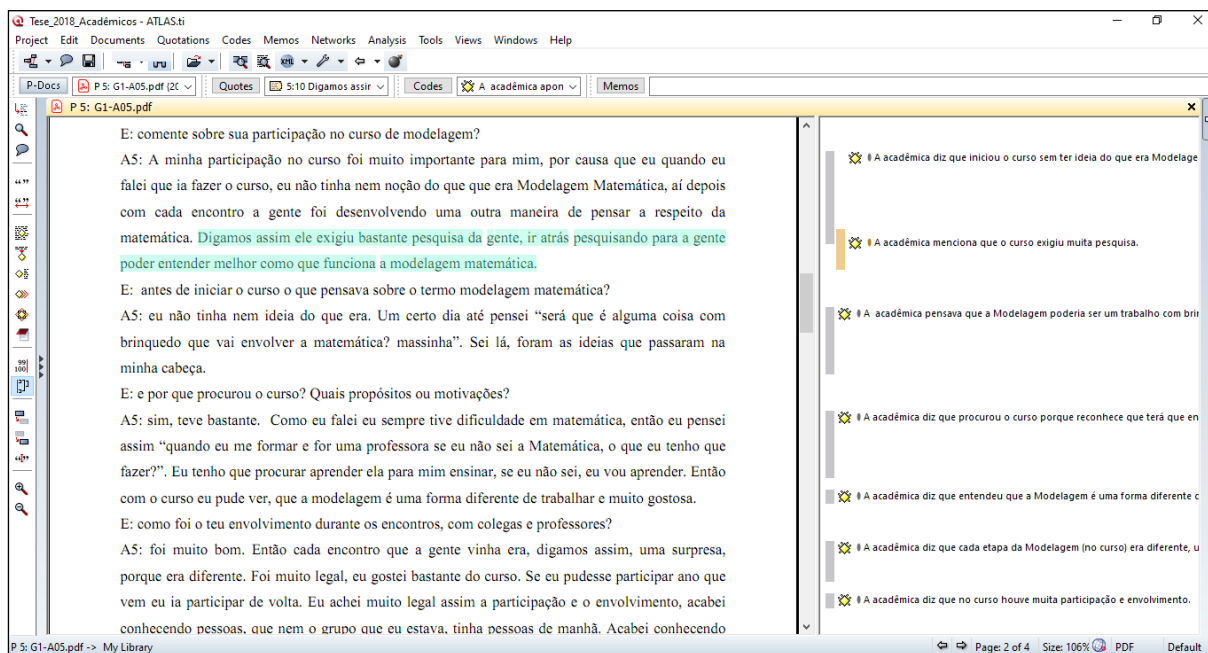 Tese_2018_Acadêmicos - ATLAS.ti
Project Edit Documents Quotations Codes Memos Networks Analysis Tools Views Windows Help
P-Docs P 5: G1-A05.pdf {2( Quotes 5:10 Digamos assir Codes A acadêmica apon Memos
P 5: G1-A05.pdf
E: comente sobre sua participação no curso de modelagem?
A5: A minha participação no curso foi muito importante para mim, por causa que eu quando eu
falei que ia fazer o curso, eu não tinha nem noção do que que era Modelagem Matemática, aí depois
com cada encontro a gente foi desenvolvendo uma outra maneira de pensar a respeito da
matemática. Digamos assim ele exigiu bastante pesquisa da gente, ir atrás pesquisando para a gente
poder entender melhor como que funciona a modelagem matemática.
E: antes de iniciar o curso o que pensava sobre o termo modelagem matemática?
A5: eu não tinha nem ideia do que era. Um certo dia até pensei “será que é alguma coisa com
brinquedo que vai envolver a matemática? massinha”. Sei lá, foram as ideias que passaram na
minha cabeça.
E: e por que procurou o curso? Quais propósitos ou motivações?
A5: sim, teve bastante. Como eu falei eu sempre tive dificuldade em matemática, então eu pensei
assim “quando eu me formar e for uma professora se eu não sei a Matemática, o que eu tenho que
fazer?”. Eu tenho que procurar aprender ela para mim ensinar, se eu não sei, eu vou aprender. Então
com o curso eu pude ver, que a modelagem é uma forma diferente de trabalhar e muito gostosa.
E: como foi o teu envolvimento durante os encontros, com colegas e professores?
A5: foi muito bom. Então cada encontro que a gente vinha era, digamos assim, uma surpresa,
porque era diferente. Foi muito legal, eu gostei bastante do curso. Se eu pudesse participar ano que
vem eu ia participar de volta. Eu achei muito legal assim a participação e o envolvimento, acabei
conhecendo pessoas, que nem o grupo que eu estava, tinha pessoas de manhã. Acabei conhecendo
A acadêmica diz que iniciou o curso sem ter ideia do que era Modelage
A acadêmica menciona que o curso exigiu muita pesquisa.
A acadêmica pensava que a Modelagem poderia ser um trabalho com brir
A acadêmica diz que procurou o curso porque reconhece que terá que en
A acadêmica diz que entendeu que a Modelagem é uma forma diferente c
A acadêmica diz que cada etapa da Modelagem (no curso) era diferente, u
A acadêmica diz que no curso houve muita participação e envolvimento.
P 5: G1-A05.pdf -> My Library Page: 2 of 4 Size: 106% PDF Default